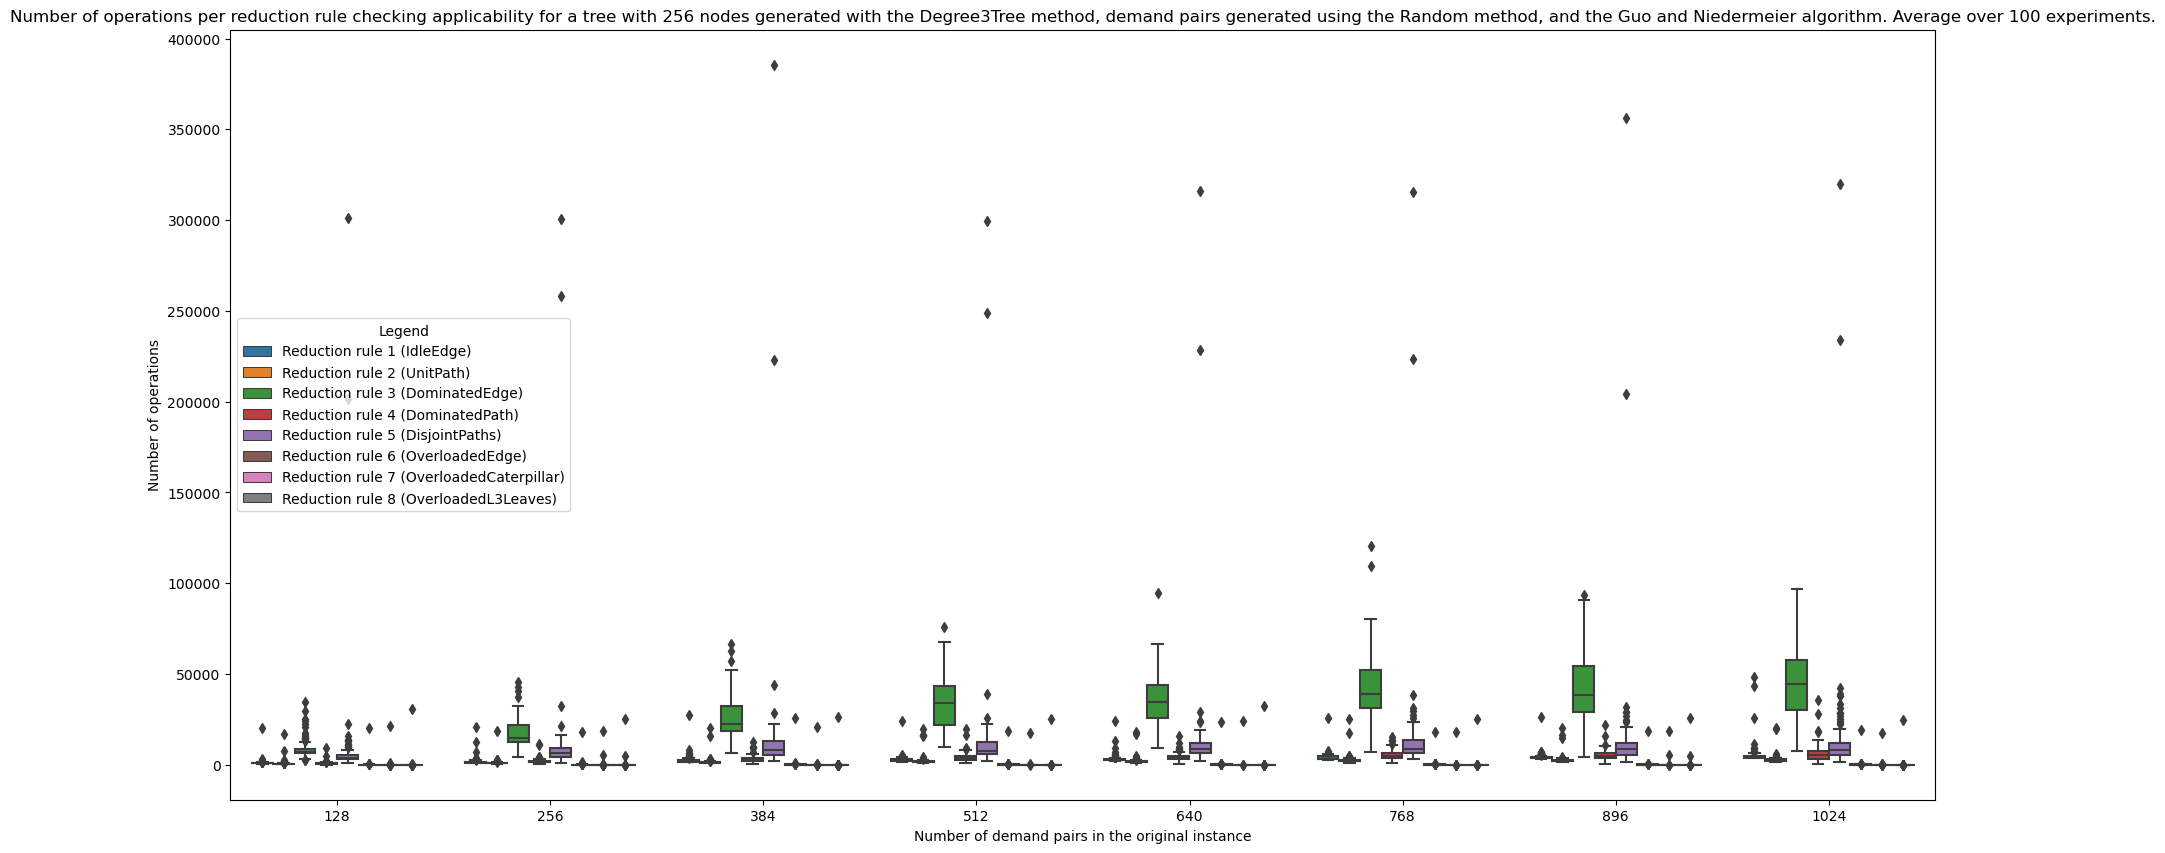 Number of operations per reduction rule checking applicability for a tree with 256 nodes generated with the Degree3Tree method, demand pairs generated using the Random method, and the Guo and Niedermeier algorithm. Average over 100 experiments.
400000
350000
300000
250000
200000
150000
100000
50000
0
Number of operations
Legend
Reduction rule 1 (IdleEdge)
Reduction rule 2 (UnitPath)
Reduction rule 3 (DominatedEdge)
Reduction rule 4 (DominatedPath)
Reduction rule 5 (DisjointPaths)
Reduction rule 6 (OverloadedEdge)
Reduction rule 7 (OverloadedCaterpillar)
Reduction rule 8 (OverloadedL3Leaves)
128 256 384 512 640 768 896 1024
Number of demand pairs in the original instance